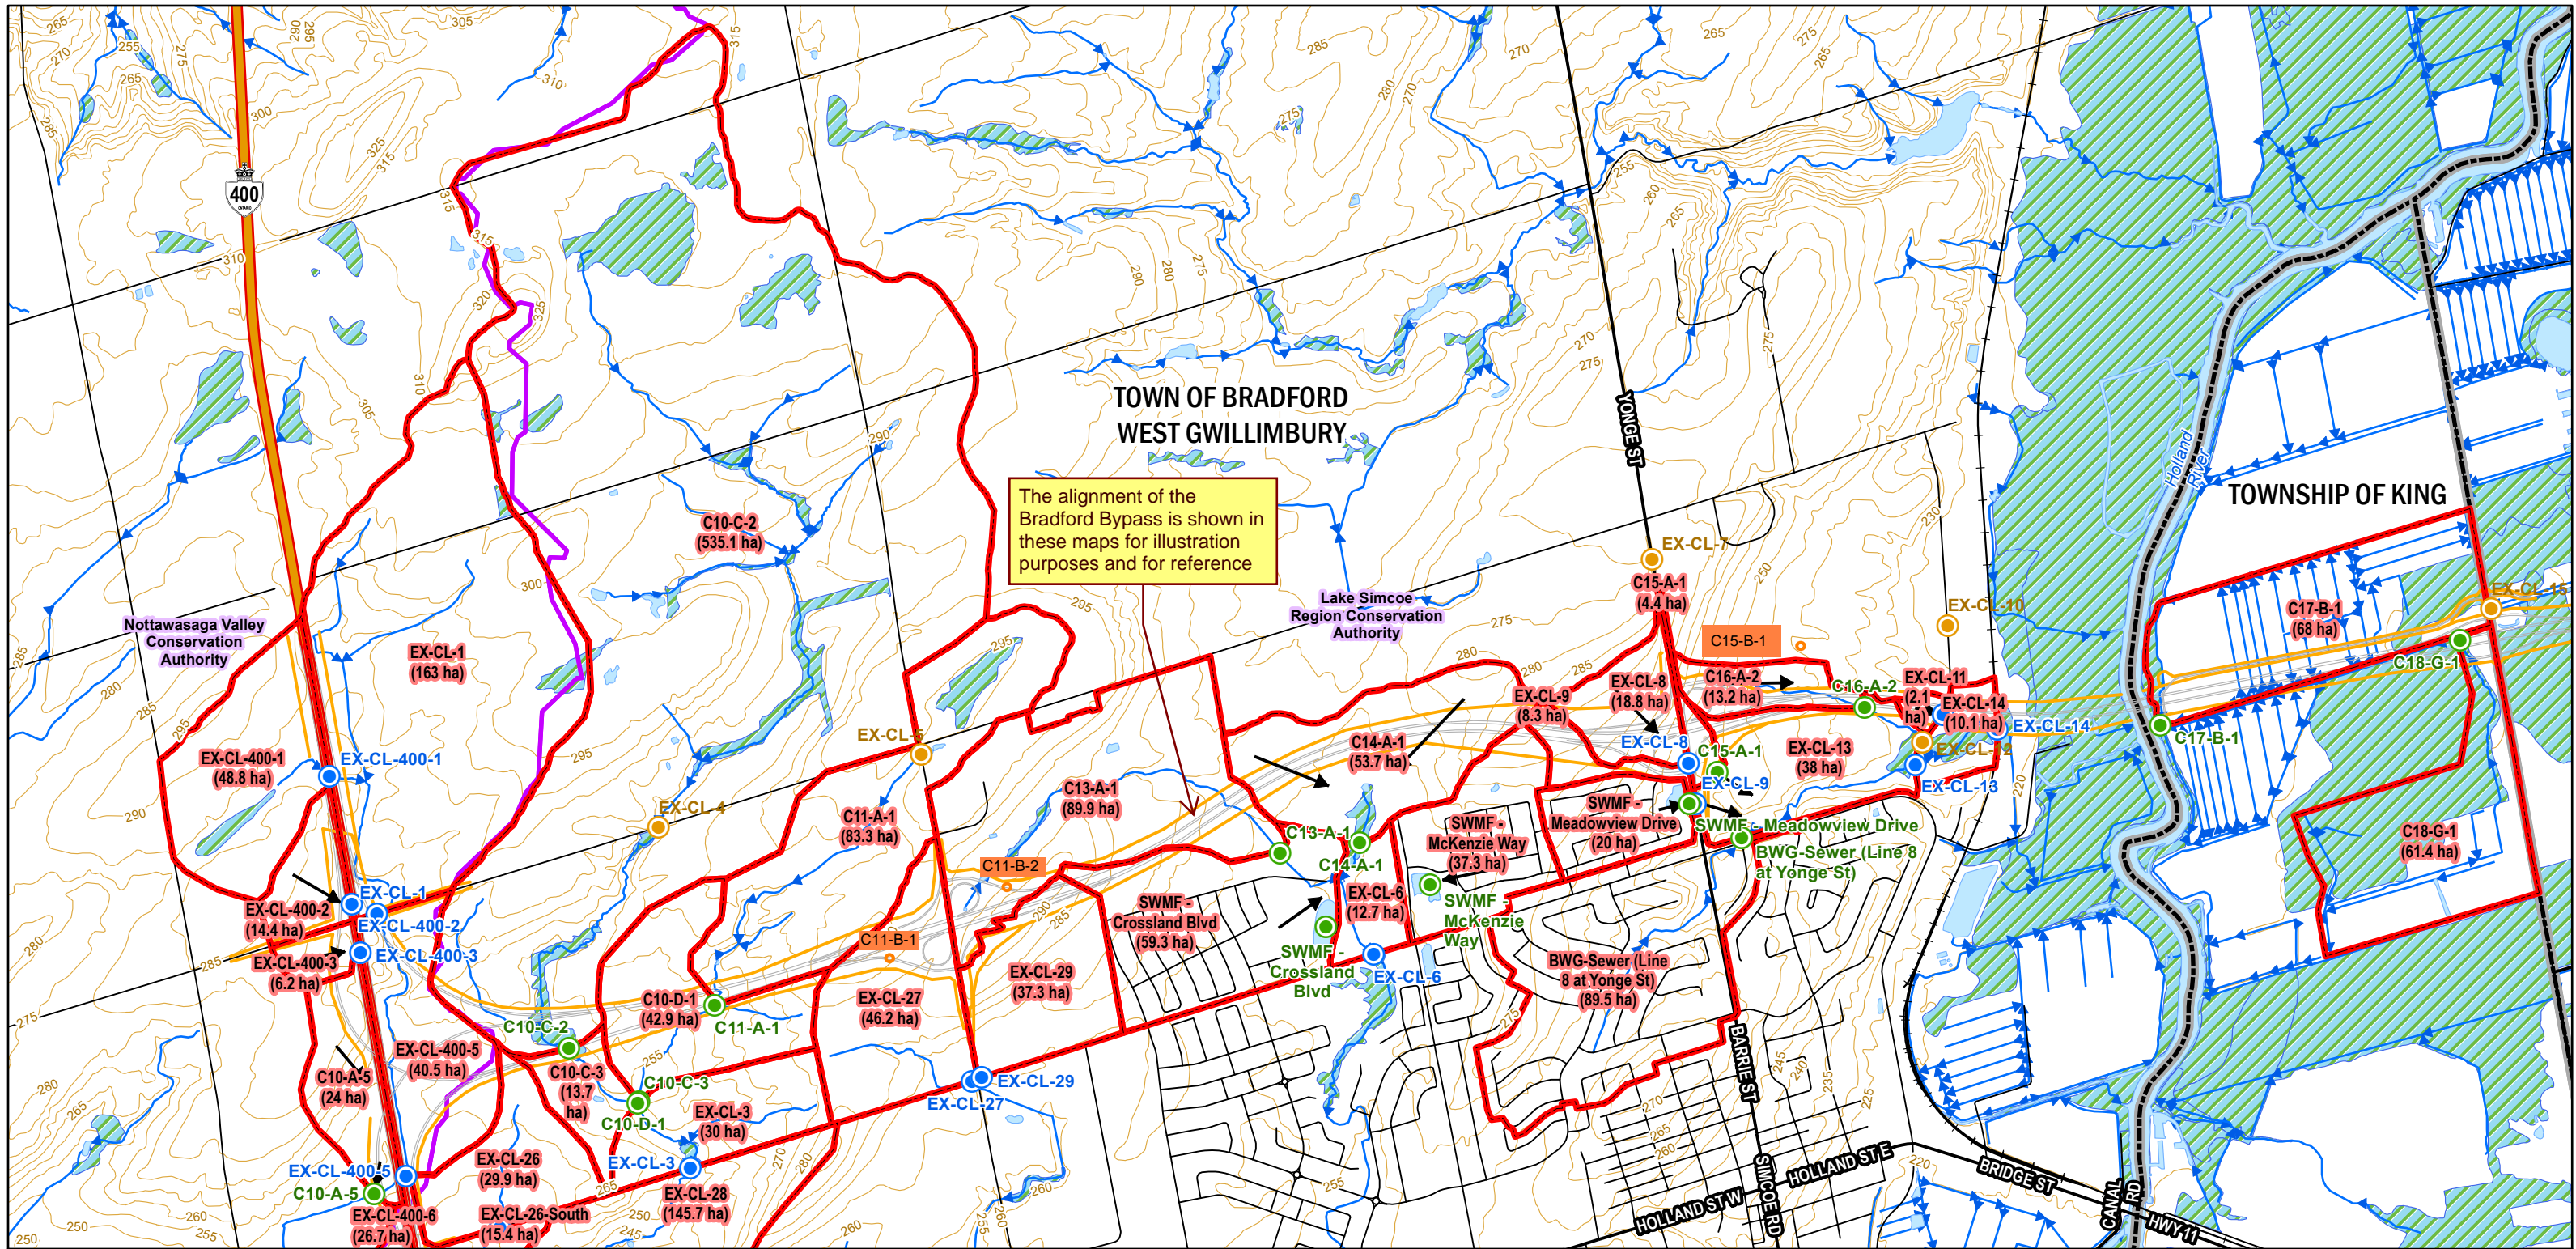 TOWN OF BRADFORD
WEST GWILLIMBURY
TOWNSHIP OF KING
The alignment of the
Bradford Bypass is shown in
these maps for illustration
purposes and for reference
Nottawasaga Valley
Conservation
Authority
Lake Simcoe
Region Conservation
Authority
400
ONTARIO
YONGE ST
BARRIE ST
SIMCOE RD
HOLLAND ST W
HOLLAND ST E
BRIDGE ST
CANAL
RD
HWY 11
Holland
River
C10-C-2
(535.1 ha)
EX-CL-1
(163 ha)
EX-CL-400-1
(48.8 ha)
EX-CL-400-1
EX-CL-400-2
(14.4 ha)
EX-CL-1
EX-CL-400-2
EX-CL-400-3
(6.2 ha)
EX-CL-400-3
C10-A-5
(24 ha)
EX-CL-400-5
(40.5 ha)
EX-CL-400-5
C10-A-5
EX-CL-400-6
(26.7 ha)
EX-CL-26
(29.9 ha)
EX-CL-26-South
(15.4 ha)
C10-C-2
C10-C-3
(13.7
ha)
C10-C-3
C10-D-1
C10-D-1
(42.9 ha)
C11-A-1
EX-CL-3
(30 ha)
EX-CL-3
EX-CL-28
(145.7 ha)
EX-CL-4
EX-CL-5
C11-A-1
(83.3 ha)
C11-B-1
C11-B-2
EX-CL-27
(46.2 ha)
EX-CL-27
EX-CL-29
EX-CL-29
(37.3 ha)
C13-A-1
(89.9 ha)
SWMF -
Crossland Blvd
(59.3 ha)
C13-A-1
C14-A-1
C14-A-1
(53.7 ha)
EX-CL-6
(12.7 ha)
SWMF -
Crossland
Blvd
EX-CL-6
SWMF -
McKenzie Way
(37.3 ha)
SWMF -
McKenzie
Way
EX-CL-9
(8.3 ha)
EX-CL-8
(18.8 ha)
EX-CL-7
C15-A-1
(4.4 ha)
EX-CL-8
C15-A-1
EX-CL-9
SWMF -
Meadowview Drive
(20 ha)
SWMF - Meadowview Drive
BWG-Sewer (Line 8
at Yonge St)
BWG-Sewer (Line
8 at Yonge St)
(89.5 ha)
C15-B-1
C16-A-2
(13.2 ha)
C16-A-2
EX-CL-10
EX-CL-11
(2.1
ha)
EX-CL-14
(10.1 ha)
EX-CL-14
EX-CL-12
EX-CL-13
(38 ha)
EX-CL-13
EX-CL-15
C17-B-1
(68 ha)
C17-B-1
C18-G-1
C18-G-1
(61.4 ha)